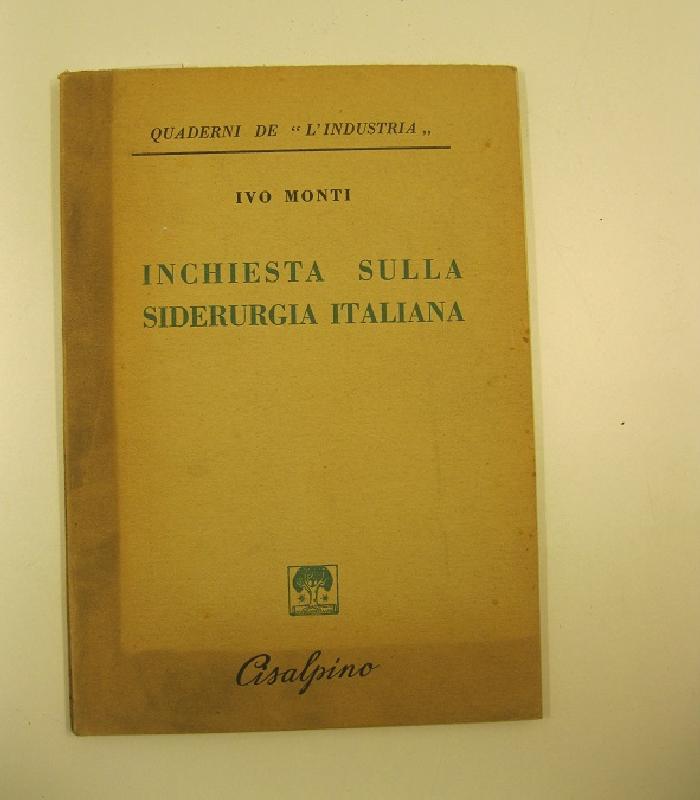 QUADERNI DE “ L'INDUSTRIA „
IVO MONTI
INCHIESTA SULLA
SIDERURGIA ITALIANA
Cisalpino